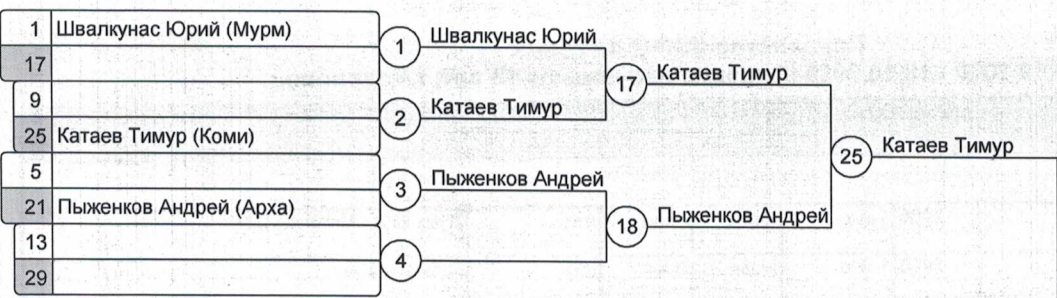 1 Швалкунас Юрий (Мурм)
17
9
25 Катаев Тимур (Коми)
5
21 Пыженков Андрей (Арха)
13
29
1 Швалкунас Юрий
2 Катаев Тимур
3 Пыженков Андрей
4
17 Катаев Тимур
18 Пыженков Андрей
25 Катаев Тимур